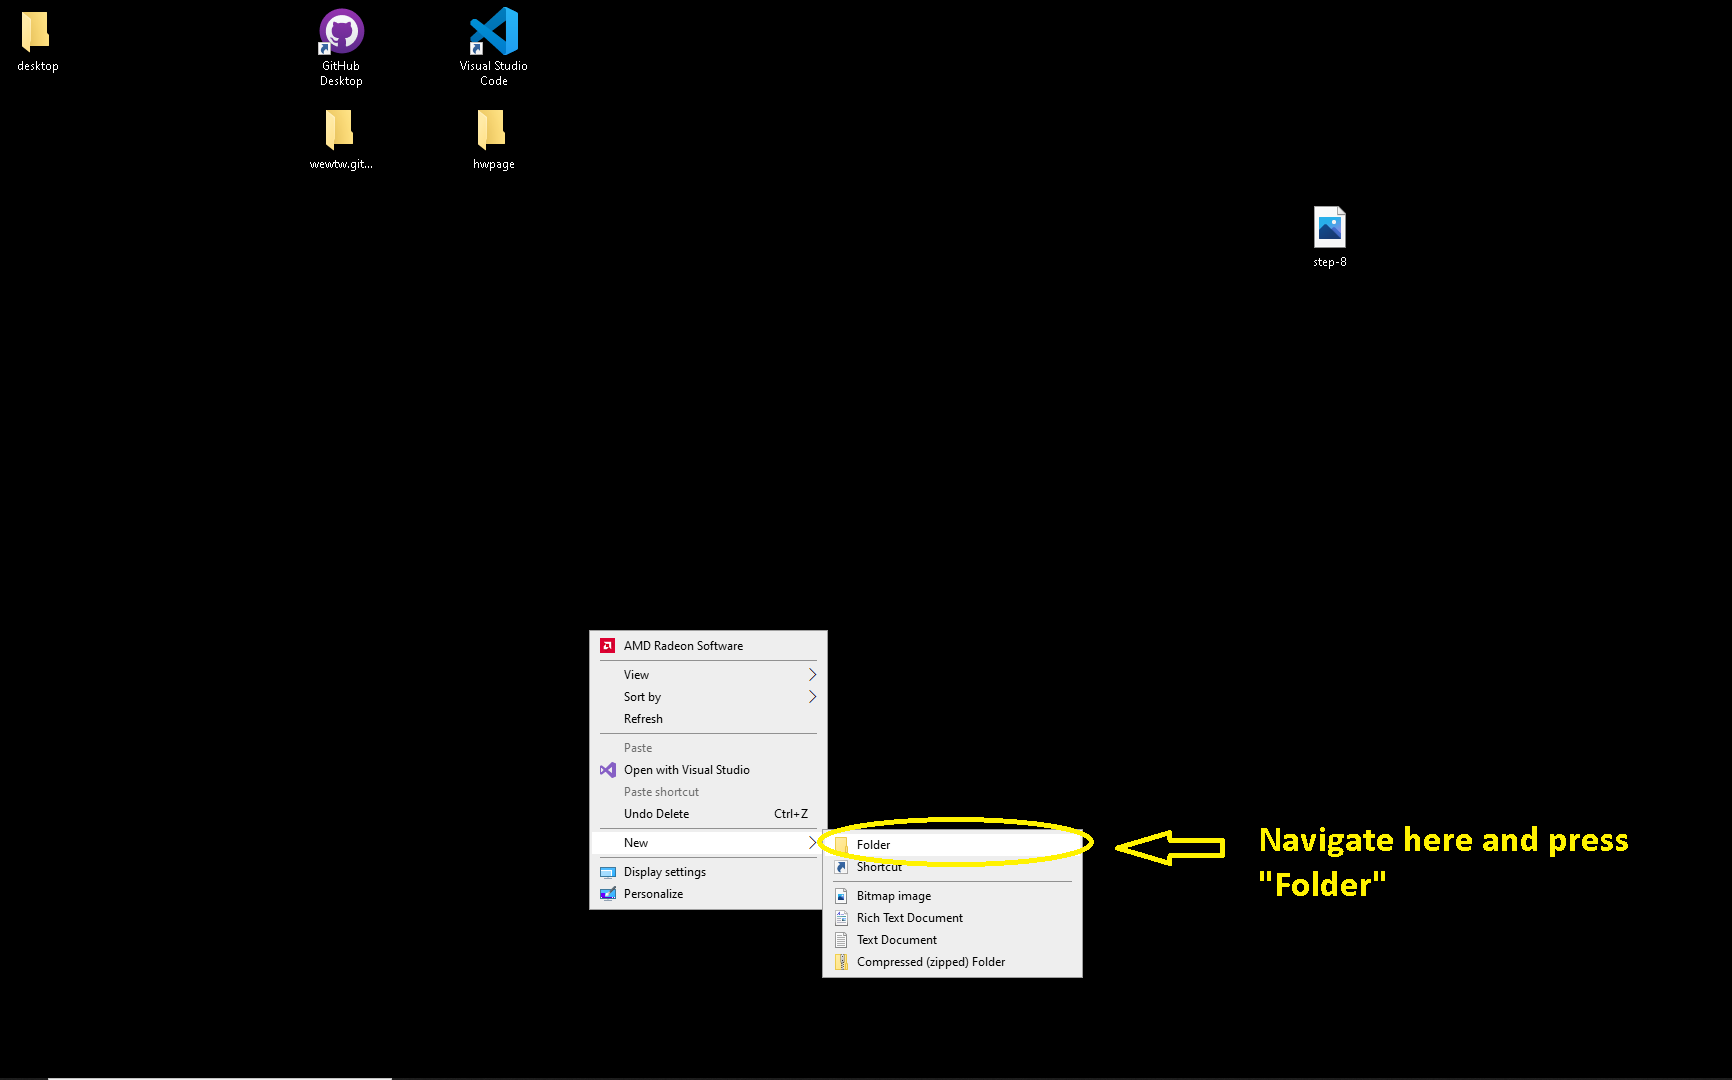 desktop
GitHub
Desktop
Visual Studio
Code
wewtw.git...
hwpage
step-8
AMD Radeon Software
View
Sort by
Refresh
Paste
Open with Visual Studio
Paste shortcut
Undo Delete Ctrl+Z
New
Display settings
Personalize
Folder
Shortcut
Bitmap image
Rich Text Document
Text Document
Compressed (zipped) Folder
Navigate here and press
"Folder"